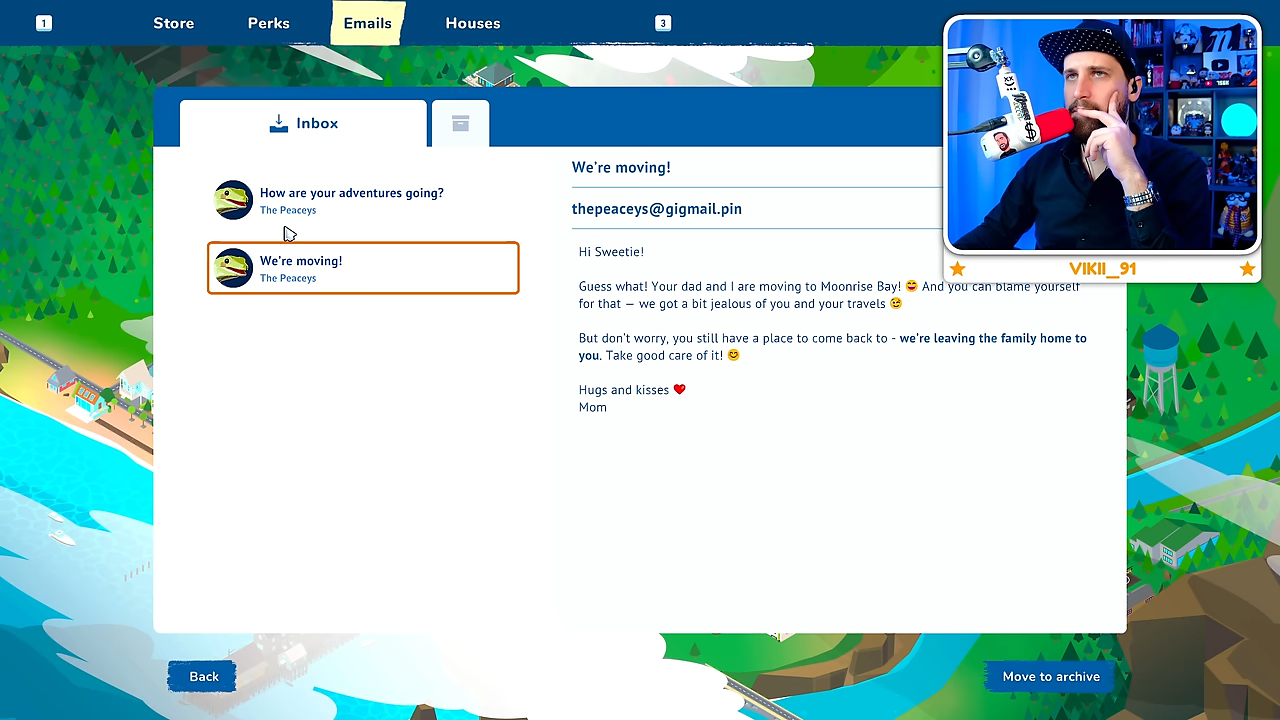 1
Store
Perks
Emails
Houses
3
Inbox
How are your adventures going?
The Peaceys
We're moving!
The Peaceys
We're moving!
thepeaceys@gigmail.pin
Hi Sweetie!
Guess what! Your dad and I are moving to Moonrise Bay! 😄 And you can blame yourself
for that – we got a bit jealous of you and your travels 😉
But don't worry, you still have a place to come back to - we're leaving the family home to
you. Take good care of it! 😊
Hugs and kisses ❤
Mom
Back
Move to archive
VIKII_91